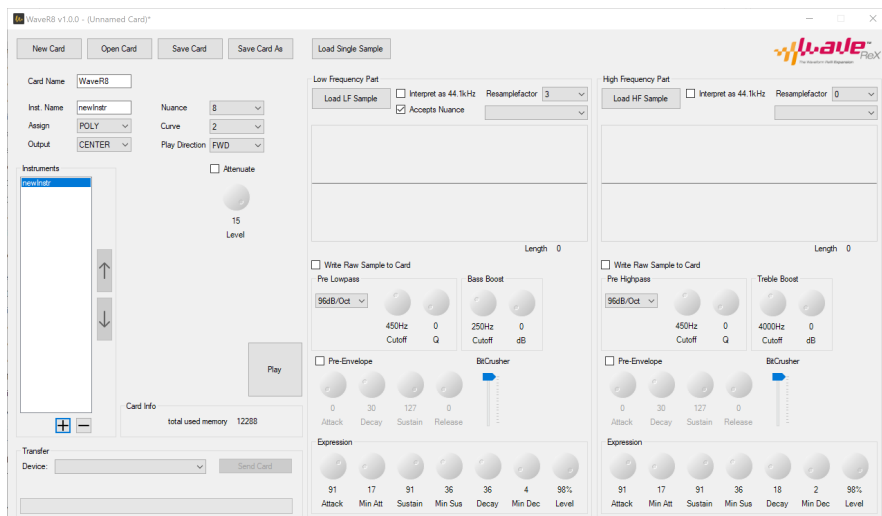 WaveR8 v1.0.0 - (Unnamed Card)*
New Card Open Card Save Card Save Card As Load Single Sample
wave ReX
The Waveform ReX Expansion
Card Name WaveR8
Inst. Name newInstr Nuance 8
Assign POLY Curve 2
Output CENTER Play Direction FWD
Instruments
newInstr
Attenuate
15
Level
Play
Card Info
total used memory 12288
Transfer
Device: Send Card
Low Frequency Part
Load LF Sample Interpret as 44.1kHz Resamplefactor 3
Accepts Nuance
Length 0
Write Raw Sample to Card
Pre Lowpass Bass Boost
96dB/Oct
450Hz 0 250Hz 0
Cutoff Q Cutoff dB
Pre-Envelope BitCrusher
0 30 127 0
Attack Decay Sustain Release
Expression
91 17 91 36 36 4 98%
Attack Min Att Sustain Min Sus Decay Min Dec Level
High Frequency Part
Load HF Sample Interpret as 44.1kHz Resamplefactor 0
Length 0
Write Raw Sample to Card
Pre Highpass Treble Boost
96dB/Oct
450Hz 0 4000Hz 0
Cutoff Q Cutoff dB
Pre-Envelope BitCrusher
0 30 127 0
Attack Decay Sustain Release
Expression
91 17 91 36 18 2 98%
Attack Min Att Sustain Min Sus Decay Min Dec Level